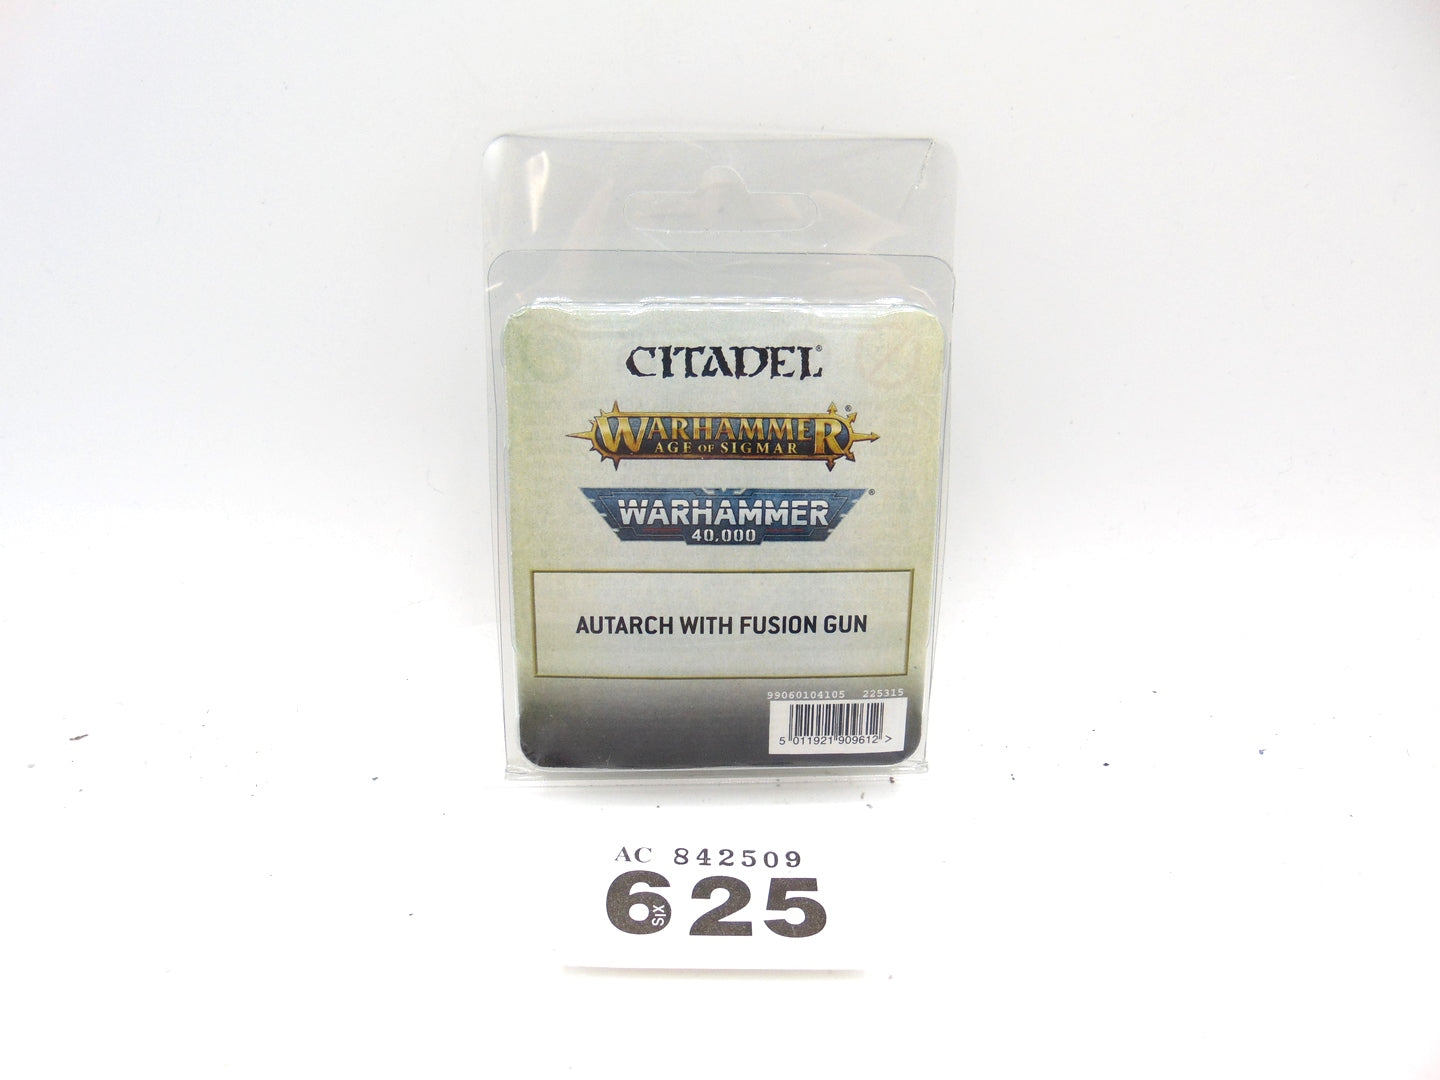 CITADEL®
WARHAMMER®
AGE OF SIGMAR
WARHAMMER®
40,000
AUTARCH WITH FUSION GUN
99060104105 225315
5 011921 909612 >
AC 842509
625
SIX